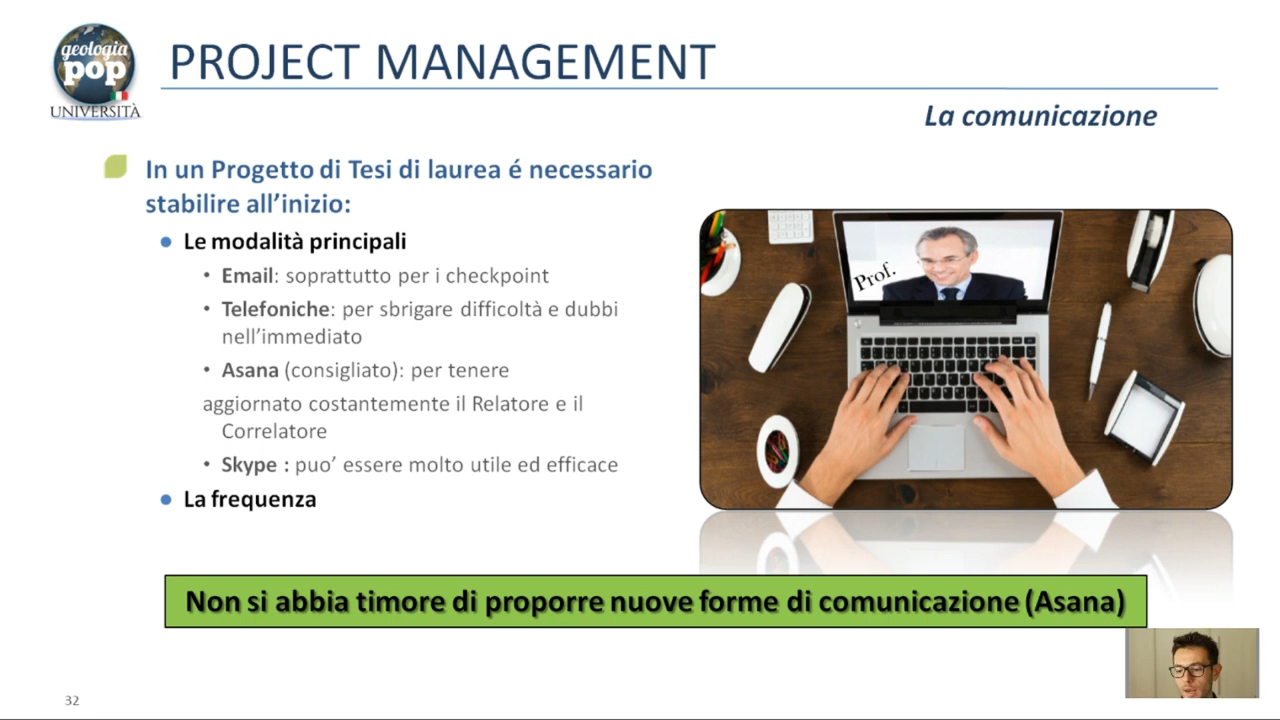 geologia
pop
UNIVERSITÀ
PROJECT MANAGEMENT
La comunicazione
In un Progetto di Tesi di laurea é necessario
stabilire all’inizio:
• Le modalità principali
• Email: soprattutto per i checkpoint
• Telefoniche: per sbrigare difficoltà e dubbi
nell’immediato
• Asana (consigliato): per tenere
aggiornato costantemente il Relatore e il
Correlatore
• Skype : puo’ essere molto utile ed efficace
• La frequenza
Prof.
Non si abbia timore di proporre nuove forme di comunicazione (Asana)
32